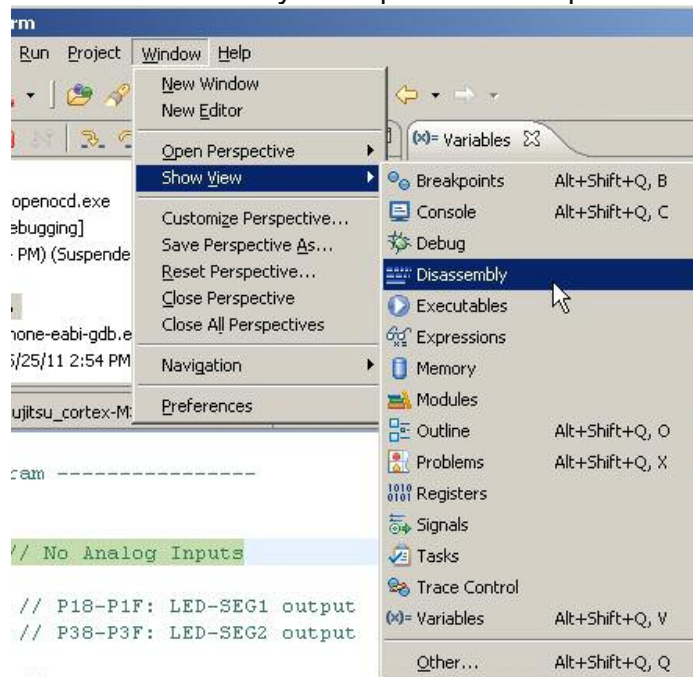 rm
Run Project Window Help
New Window
New Editor
(x)= Variables
Open Perspective
Show View
Breakpoints Alt+Shift+Q, B
openocd.exe
Console Alt+Shift+Q, C
ebugging]
Customize Perspective...
Debug
PM) (Suspende
Save Perspective As...
Reset Perspective...
Disassembly
Close Perspective
Executables
none-eabi-gdb.e
Close All Perspectives
Expressions
5/25/11 2:54 PM
Navigation
Memory
Modules
ujitsu_cortex-M
Preferences
Outline Alt+Shift+Q, O
Problems Alt+Shift+Q, X
ram ----------------
1010
0101 Registers
Signals
// No Analog Inputs
Tasks
Trace Control
// P18-P1F: LED-SEG1 output
(x)= Variables Alt+Shift+Q, V
// P38-P3F: LED-SEG2 output
Other... Alt+Shift+Q, Q